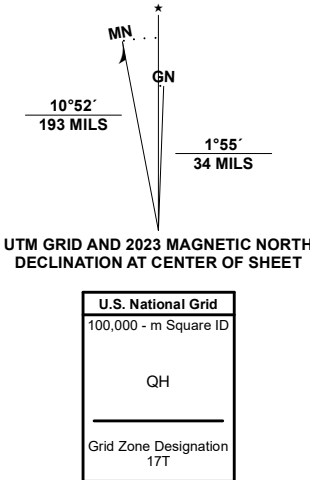 ★
MN
GN
10°52´
193 MILS
1°55´
34 MILS
UTM GRID AND 2023 MAGNETIC NORTH
DECLINATION AT CENTER OF SHEET
U.S. National Grid
100,000 - m Square ID
QH
Grid Zone Designation
17T